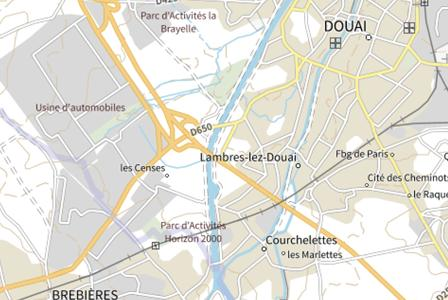 D420
Parc d'Activités la
Brayelle
DOUAI
Usine d'automobiles
D650
Lambres-lez-Douai
Fbg de Paris
les Censes
Cité des Cheminots
le Raque
Parc d'Activités
Horizon 2000
Courchelettes
les Marlettes
BREBIÈRES